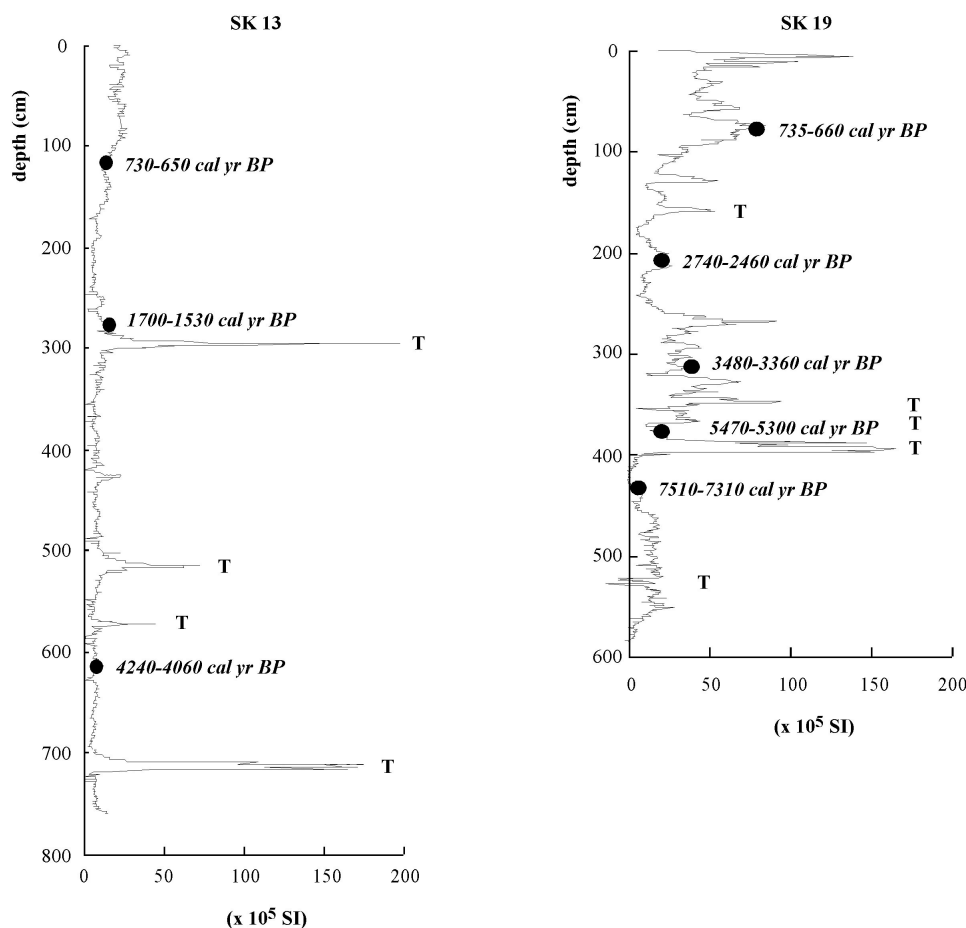 SK 13
0
100
200
300
400
500
600
700
800
depth (cm)
730-650 cal yr BP
1700-1530 cal yr BP
T
T
T
4240-4060 cal yr BP
T
0 50 100 150 200
(x 10⁵ SI)
SK 19
0
100
200
300
400
500
600
depth (cm)
735-660 cal yr BP
T
2740-2460 cal yr BP
3480-3360 cal yr BP
T
T
5470-5300 cal yr BP
T
7510-7310 cal yr BP
T
0 50 100 150 200
(x 10⁵ SI)